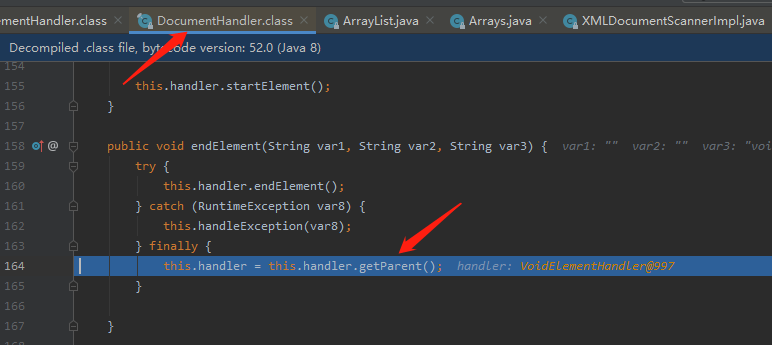 ementHandler.class DocumentHandler.class ArrayList.java Arrays.java XMLDocumentScannerImpl.java
Decompiled .class file, bytecode version: 52.0 (Java 8)
154
155 this.handler.startElement();
156 }
157
158 @ public void endElement(String var1, String var2, String var3) { var1: "" var2: "" var3: "voi
159 try {
160 this.handler.endElement();
161 } catch (RuntimeException var8) {
162 this.handleException(var8);
163 } finally {
164 this.handler = this.handler.getParent(); handler: VoidElementHandler@997
165 }
166
167 }